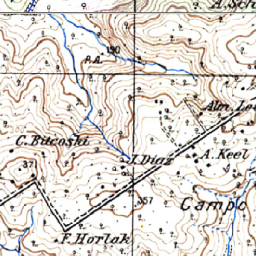 A. Sch
190
P.A.
Alm. Lo
C. Bucoski
I. Diaz
A. Keel
37
357
Campo
F. Horlak